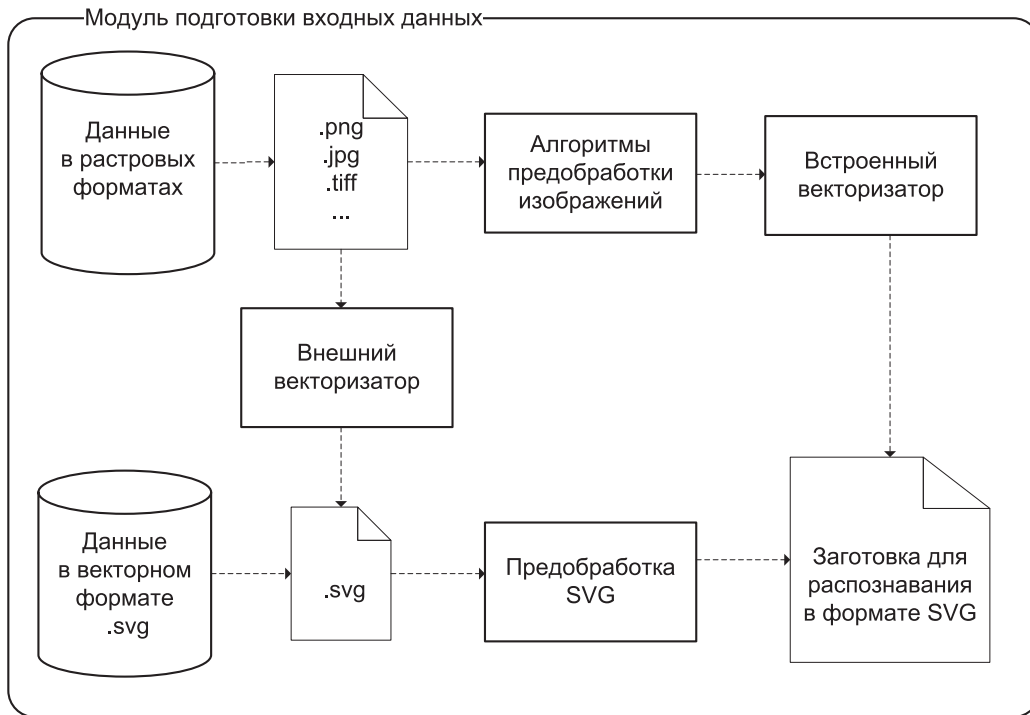 Модуль подготовки входных данных
Данные
в растровых
форматах
.png
.jpg
.tiff
...
Алгоритмы
предобработки
изображений
Встроенный
векторизатор
Внешний
векторизатор
Данные
в векторном
формате
.svg
.svg
Предобработка
SVG
Заготовка для
распознавания
в формате SVG